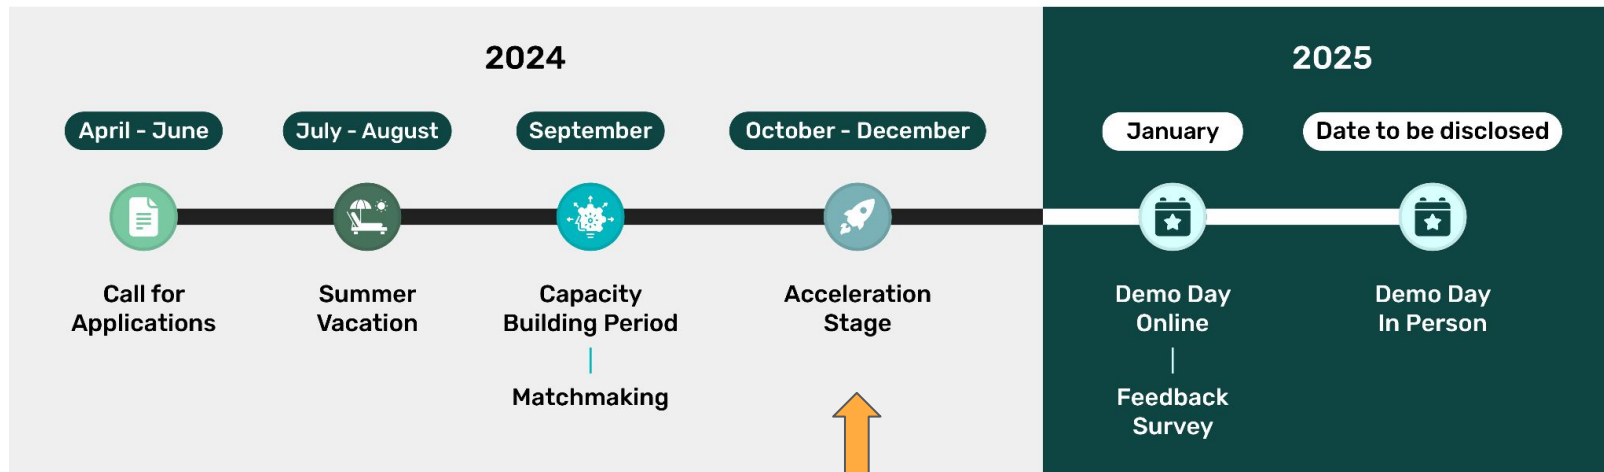 2024
2025
April - June
July - August
September
October - December
January
Date to be disclosed
Call for
Applications
Summer
Vacation
Capacity
Building Period
Matchmaking
Acceleration
Stage
Demo Day
Online
Feedback
Survey
Demo Day
In Person